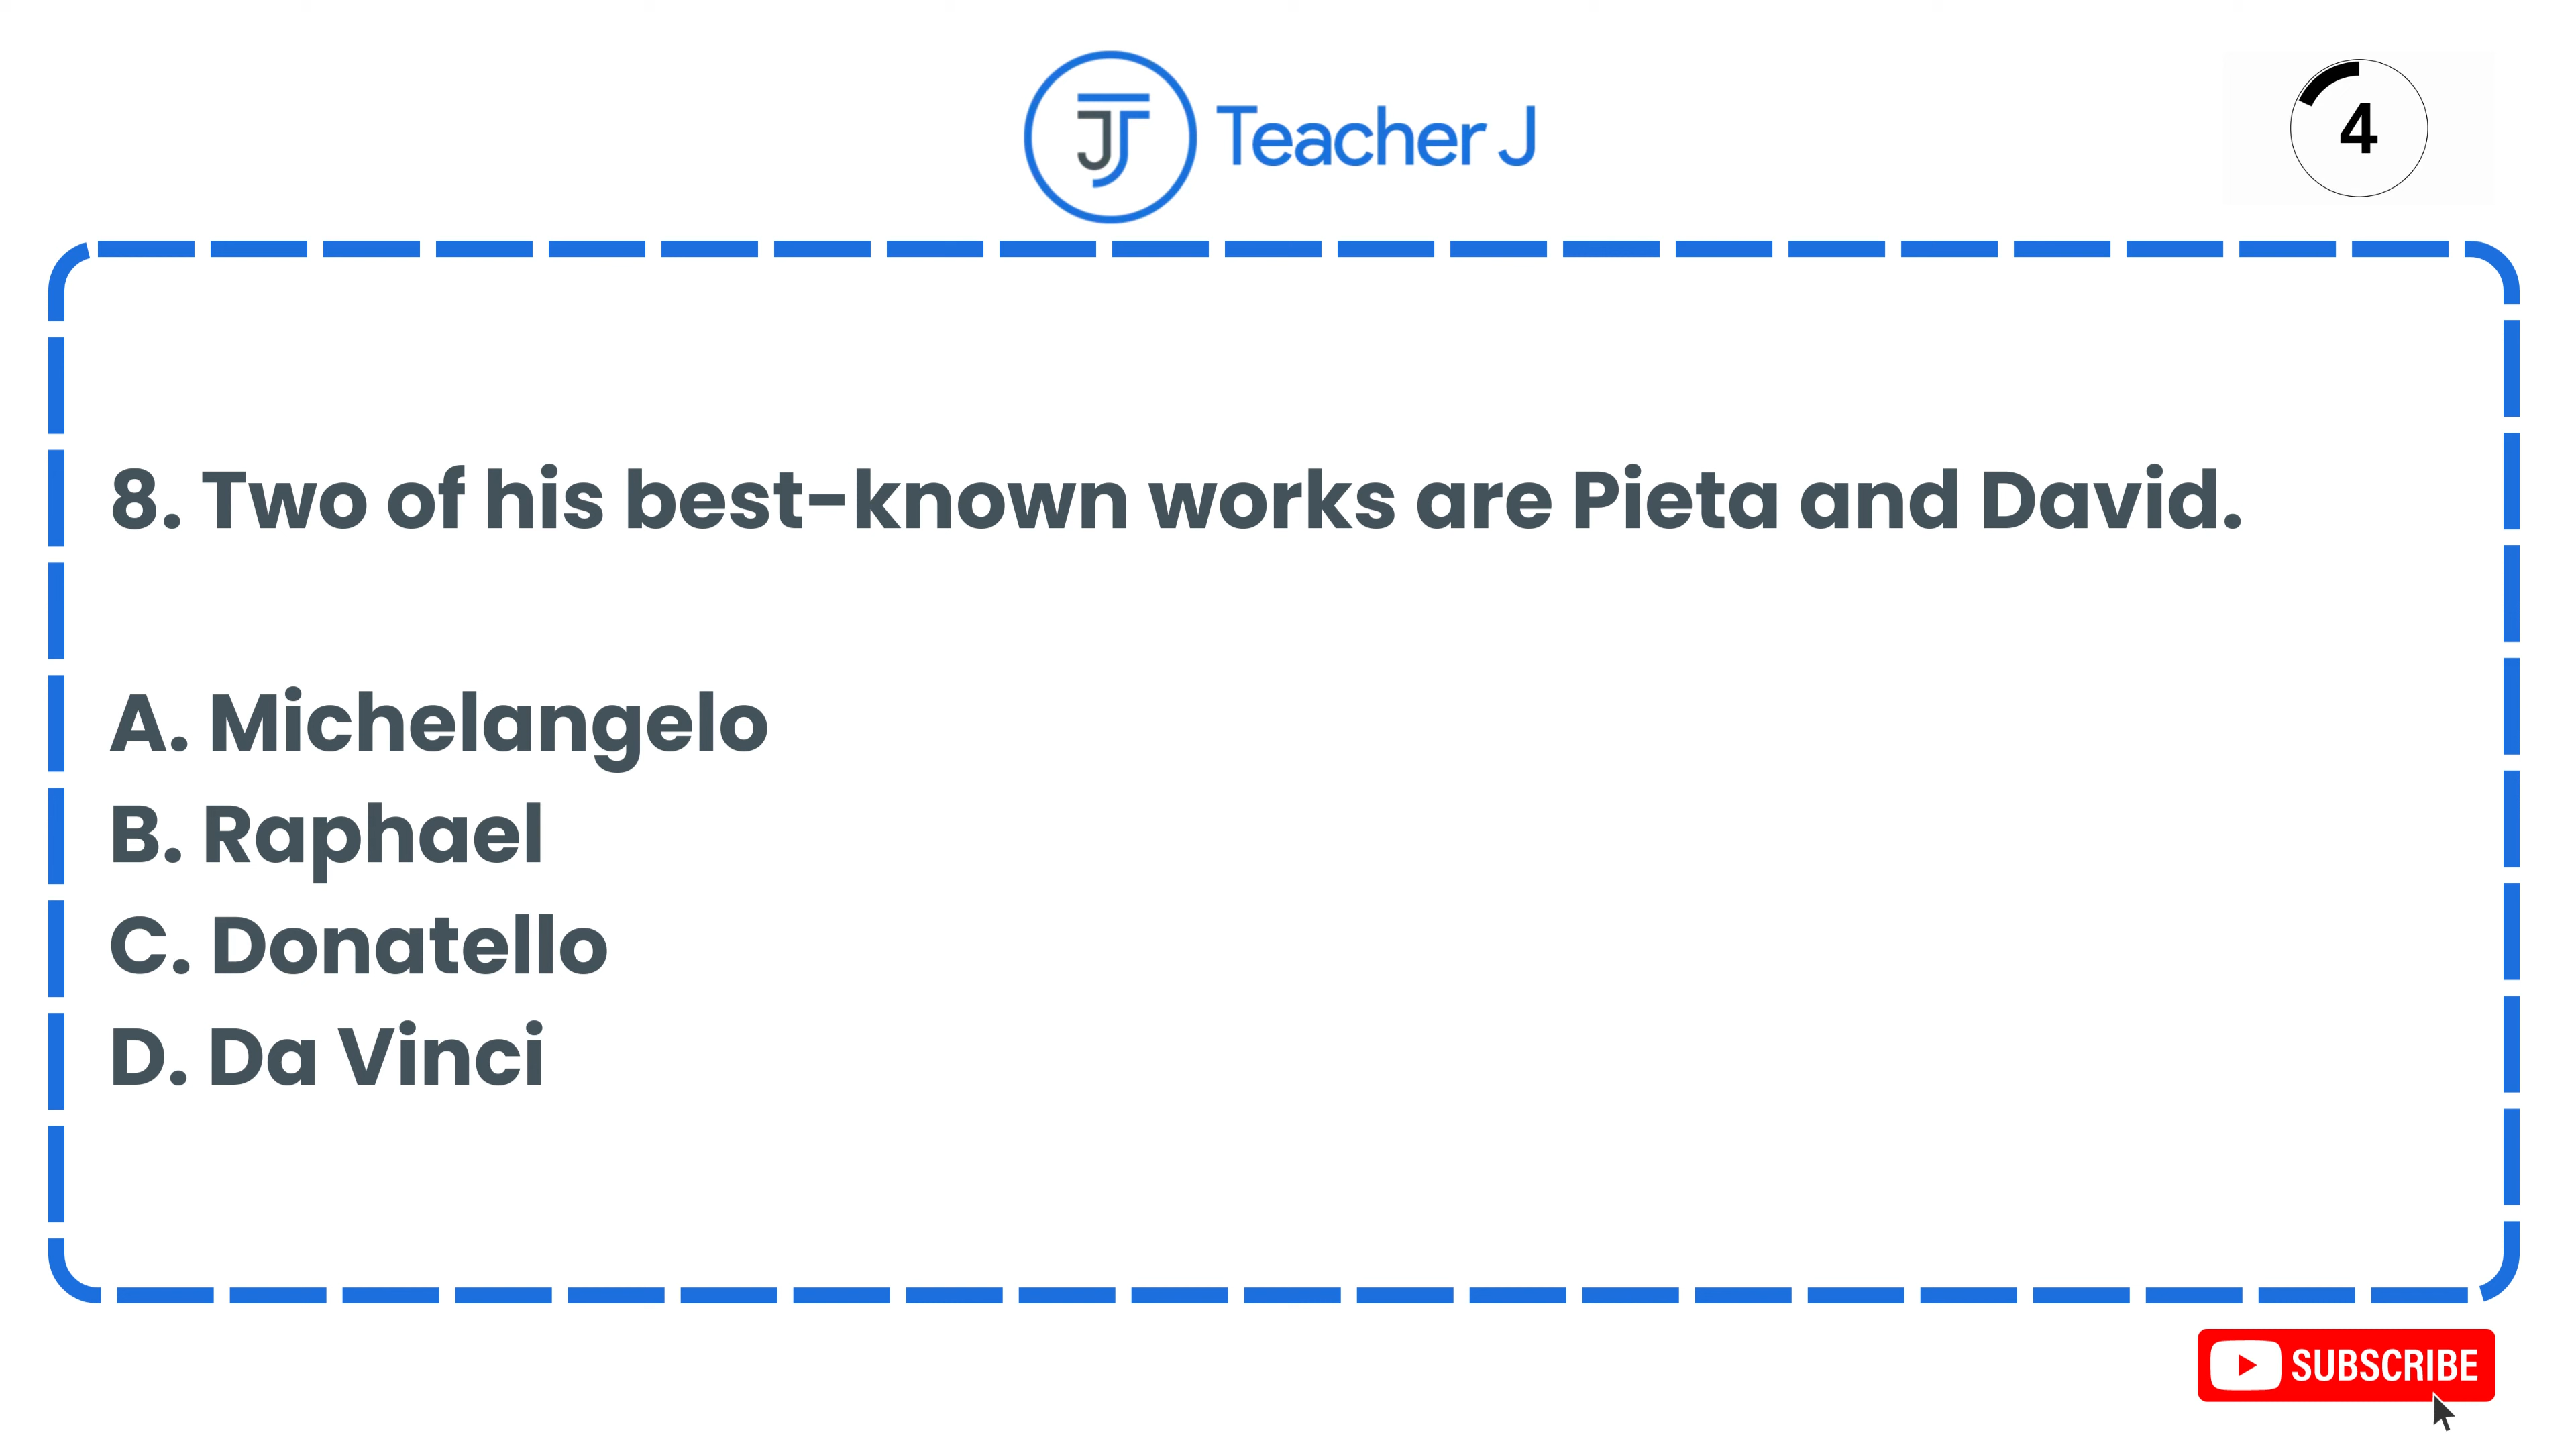 Teacher J
4
8. Two of his best-known works are Pieta and David.
A. Michelangelo
B. Raphael
C. Donatello
D. Da Vinci
SUBSCRIBE